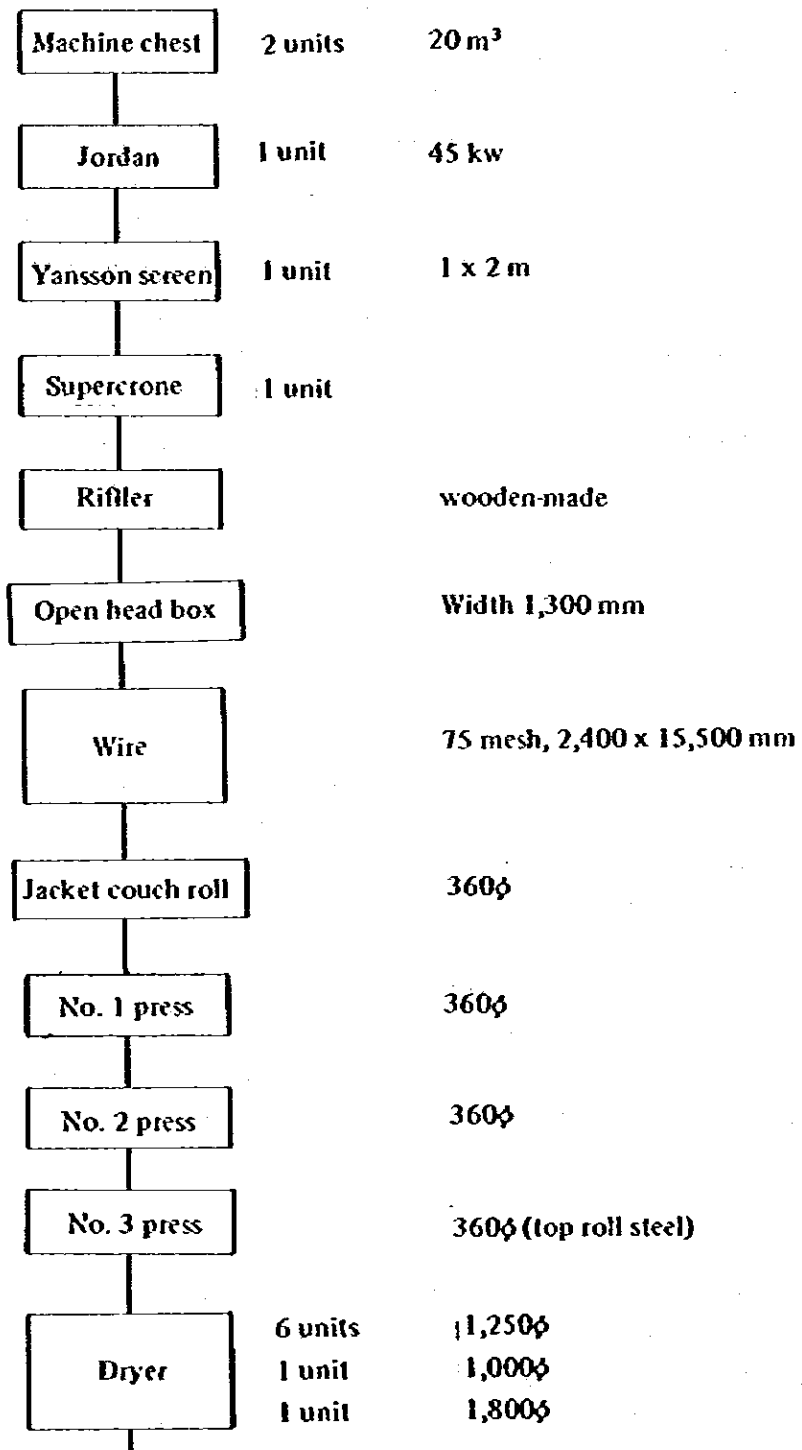 Machine chest 2 units 20 m³
Jordan 1 unit 45 kw
Yansson screen 1 unit 1 x 2 m
Supercrone 1 unit
Riffler wooden-made
Open head box Width 1,300 mm
Wire 75 mesh, 2,400 x 15,500 mm
Jacket couch roll 360φ
No. 1 press 360φ
No. 2 press 360φ
No. 3 press 360φ (top roll steel)
6 units 1,250φ
Dryer 1 unit 1,000φ
1 unit 1,800φ